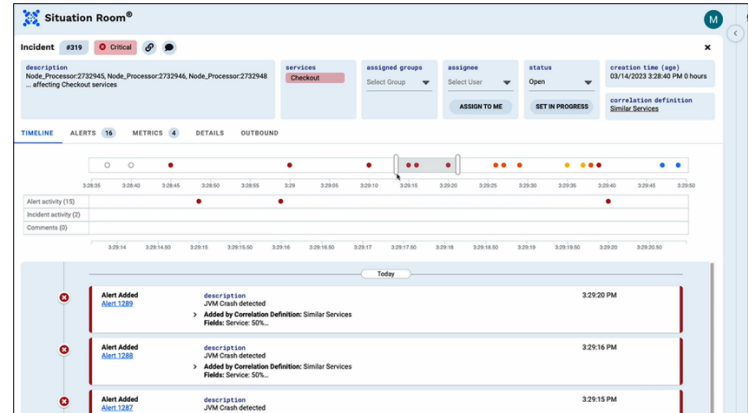 Situation Room®
M
Incident #319 Critical
description
Node_Processor:2732945, Node_Processor:2732946, Node_Processor:2732948
... affecting Checkout services
services
Checkout
assigned groups
Select Group
assignee
Select User
ASSIGN TO ME
status
Open
SET IN PROGRESS
creation time (age)
03/14/2023 3:28:40 PM 0 hours
correlation definition
Similar Services
TIMELINE ALERTS 16 METRICS 4 DETAILS OUTBOUND
3:28:35 3:28:40 3:28:45 3:28:50 3:28:55 3:29 3:29:05 3:29:10 3:29:15 3:29:20 3:29:25 3:29:30 3:29:35 3:29:40 3:29:45 3:29:50
Alert activity (15)
Incident activity (2)
Comments (0)
3:29:14 3:29:14.50 3:29:15 3:29:15.50 3:29:16 3:29:16.50 3:29:17 3:29:17.50 3:29:18 3:29:18.50 3:29:19 3:29:19.50 3:29:20 3:29:20.50
Today
Alert Added
Alert 1289
description
JVM Crash detected
Added by Correlation Definition: Similar Services
Fields: Service: 50%...
3:29:20 PM
Alert Added
Alert 1288
description
JVM Crash detected
Added by Correlation Definition: Similar Services
Fields: Service: 50%...
3:29:16 PM
Alert Added
Alert 1287
description
JVM Crash detected
3:29:15 PM